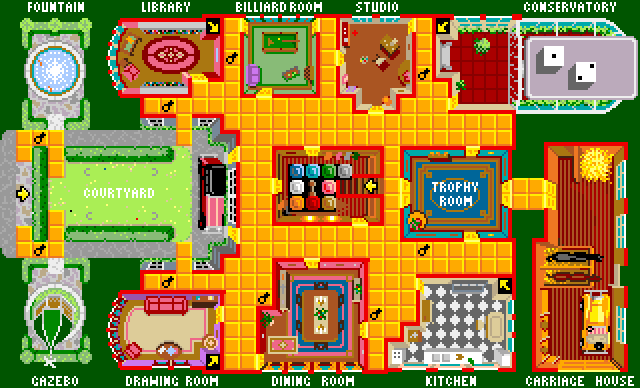 FOUNTAIN LIBRARY BILLIARD ROOM STUDIO CONSERVATORY
COURTYARD
TROPHY
ROOM
GAZEBO DRAWING ROOM DINING ROOM KITCHEN CARRIAGE HOUSE